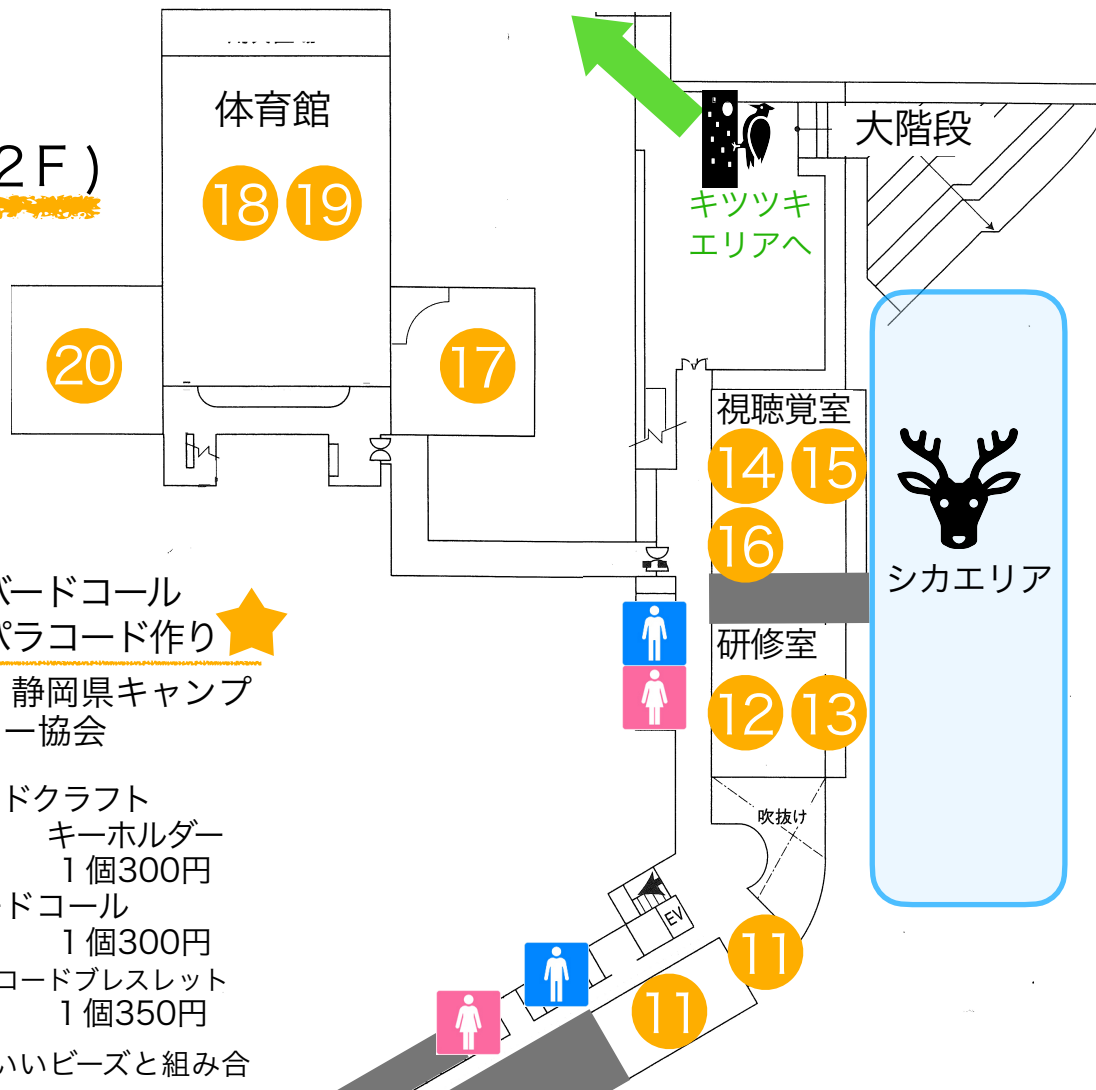 体育館
大階段
２Ｆ）
18 19
キツツキ
エリアへ
20
17
視聴覚室
14 15
16
シカエリア
バードコール
パラコード作り
静岡県キャンプ
ー協会
研修室
12 13
ドクラフト
キーホルダー
１個300円
ドコール
１個300円
コードブレスレット
１個350円
いいビーズと組み合
吹抜け
EV
11
11